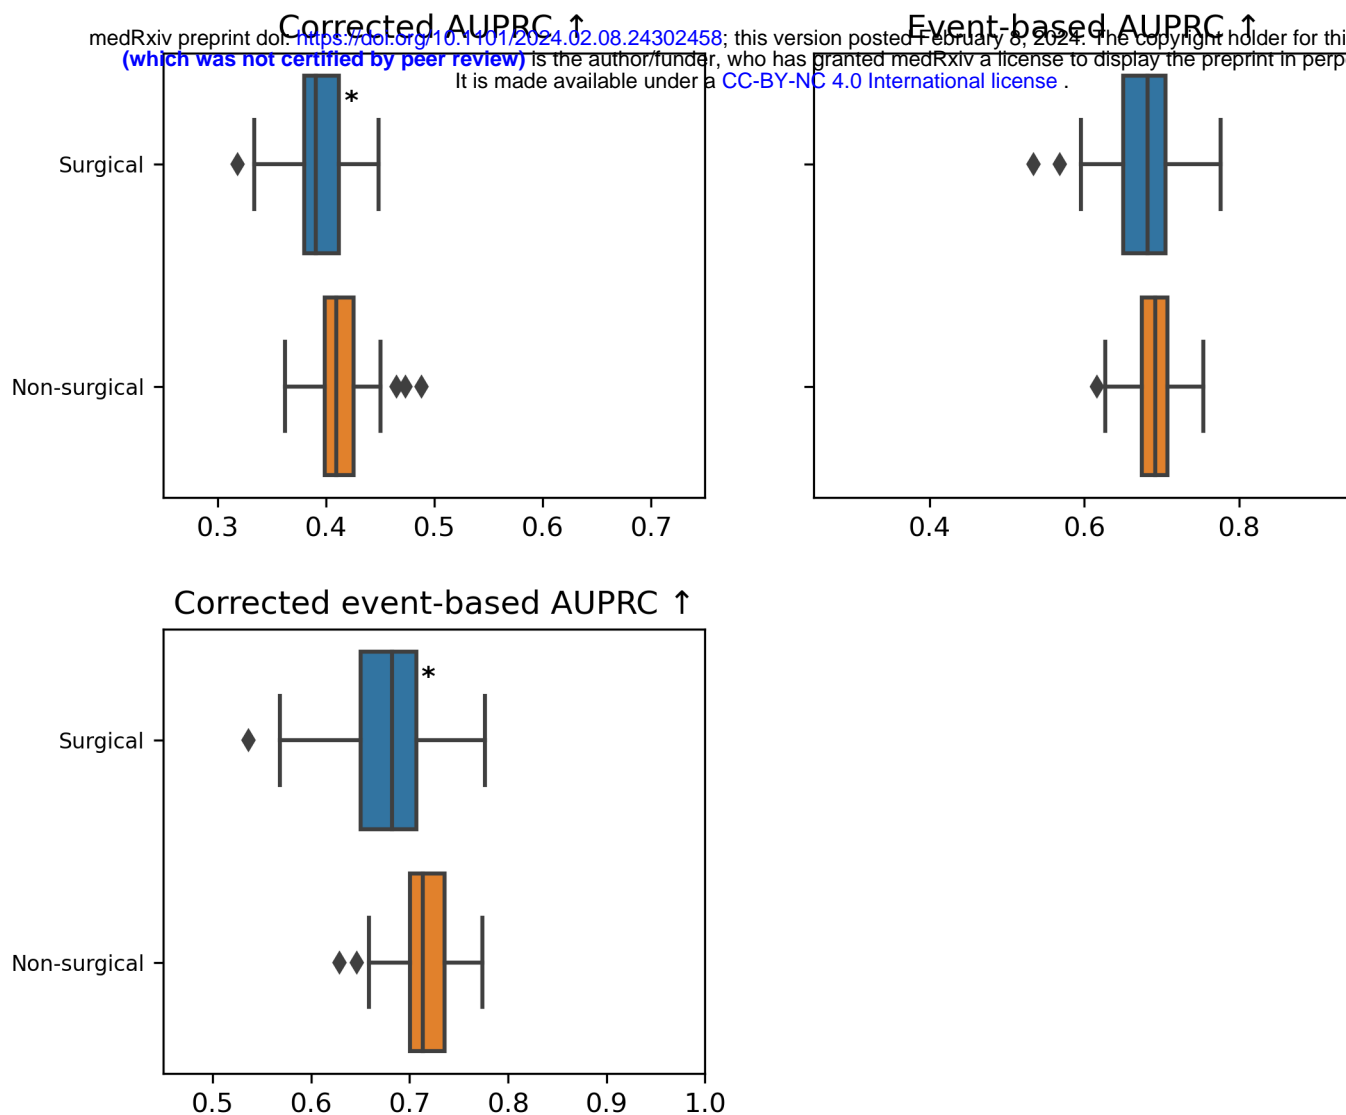 Corrected AUPRC ↑
Event-based AUPRC ↑
medRxiv preprint doi: https://doi.org/10.1101/2024.02.08.24302458; this version posted February 8, 2024. The copyright holder for thi
(which was not certified by peer review) is the author/funder, who has granted medRxiv a license to display the preprint in perp
It is made available under a CC-BY-NC 4.0 International license .
*
Surgical
Non-surgical
0.3 0.4 0.5 0.6 0.7
0.4 0.6 0.8
Corrected event-based AUPRC ↑
*
Surgical
Non-surgical
0.5 0.6 0.7 0.8 0.9 1.0